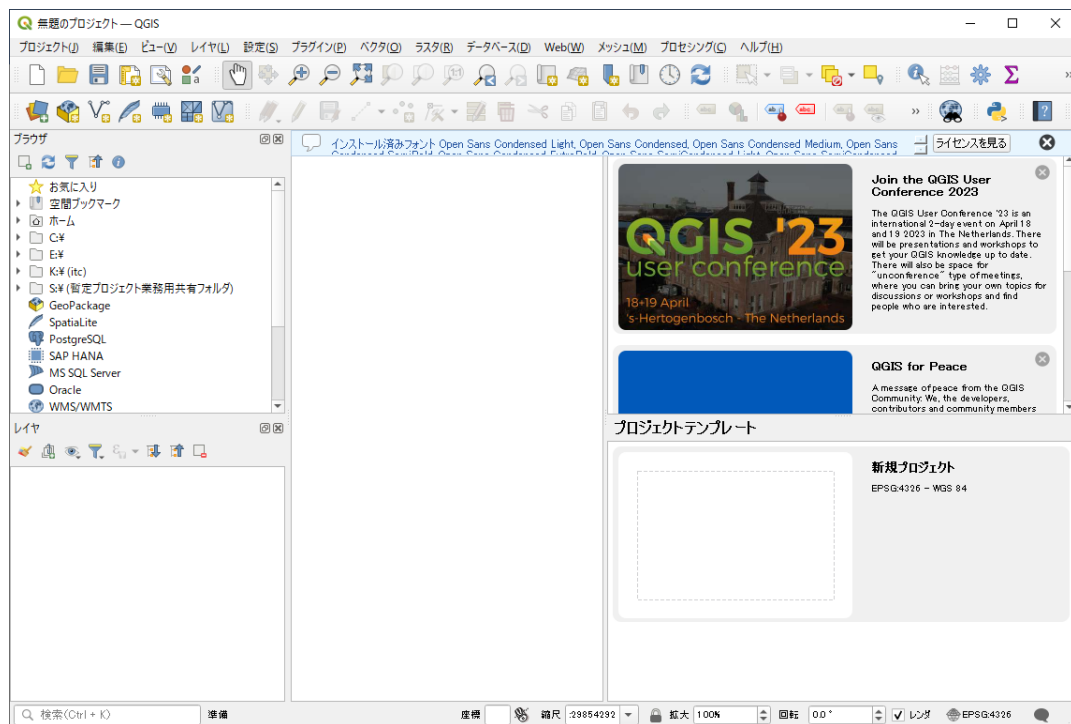 無題のプロジェクト — QGIS
プロジェクト(J) 編集(E) ビュー(V) レイヤ(L) 設定(S) プラグイン(P) ベクタ(O) ラスタ(R) データベース(D) Web(W) メッシュ(M) プロセシング(C) ヘルプ(H)
ブラウザ
お気に入り
空間ブックマーク
ホーム
C:¥
E:¥
K:¥ (itc)
S:¥ (暫定プロジェクト業務用共有フォルダ)
GeoPackage
SpatiaLite
PostgreSQL
SAP HANA
MS SQL Server
Oracle
WMS/WMTS
レイヤ
インストール済みフォント Open Sans Condensed Light, Open Sans Condensed, Open Sans Condensed Medium, Open Sans
Condensed SemiBold, Open Sans Condensed ExtraBold, Open Sans SemiCondensed Light, Open Sans SemiCondensed
ライセンスを見る
QGIS '23
user conference
18+19 April
's-Hertogenbosch - The Netherlands
Join the QGIS User
Conference 2023
The QGIS User Conference '23 is an
international 2-day event on April 18
and 19 2023 in The Netherlands. There
will be presentations and workshops to
get your QGIS knowledge up to date.
There will also be space for
"unconference" type of meetings,
where you can bring your own topics for
discussions or workshops and find
people who are interested.
QGIS for Peace
A message of peace from the QGIS
Community: We, the developers,
contributors and community members
プロジェクトテンプレート
新規プロジェクト
EPSG:4326 - WGS 84
検索(Ctrl + K)
準備
座標
縮尺 :29854292
拡大 100%
回転 0.0 °
レンダ
EPSG:4326